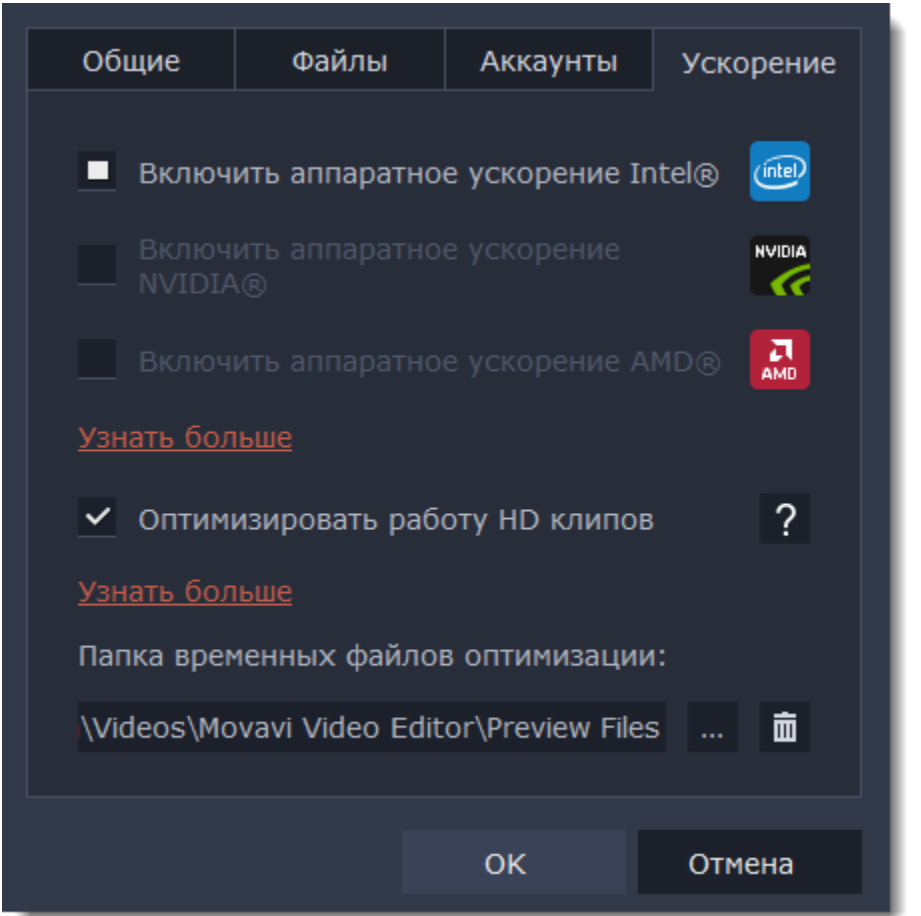 Общие Файлы Аккаунты Ускорение
Включить аппаратное ускорение Intel® intel
Включить аппаратное ускорение
NVIDIA®
NVIDIA
Включить аппаратное ускорение AMD® AMD
Узнать больше
Оптимизировать работу HD клипов ?
Узнать больше
Папка временных файлов оптимизации:
\Videos\Movavi Video Editor\Preview Files ...
OK Отмена